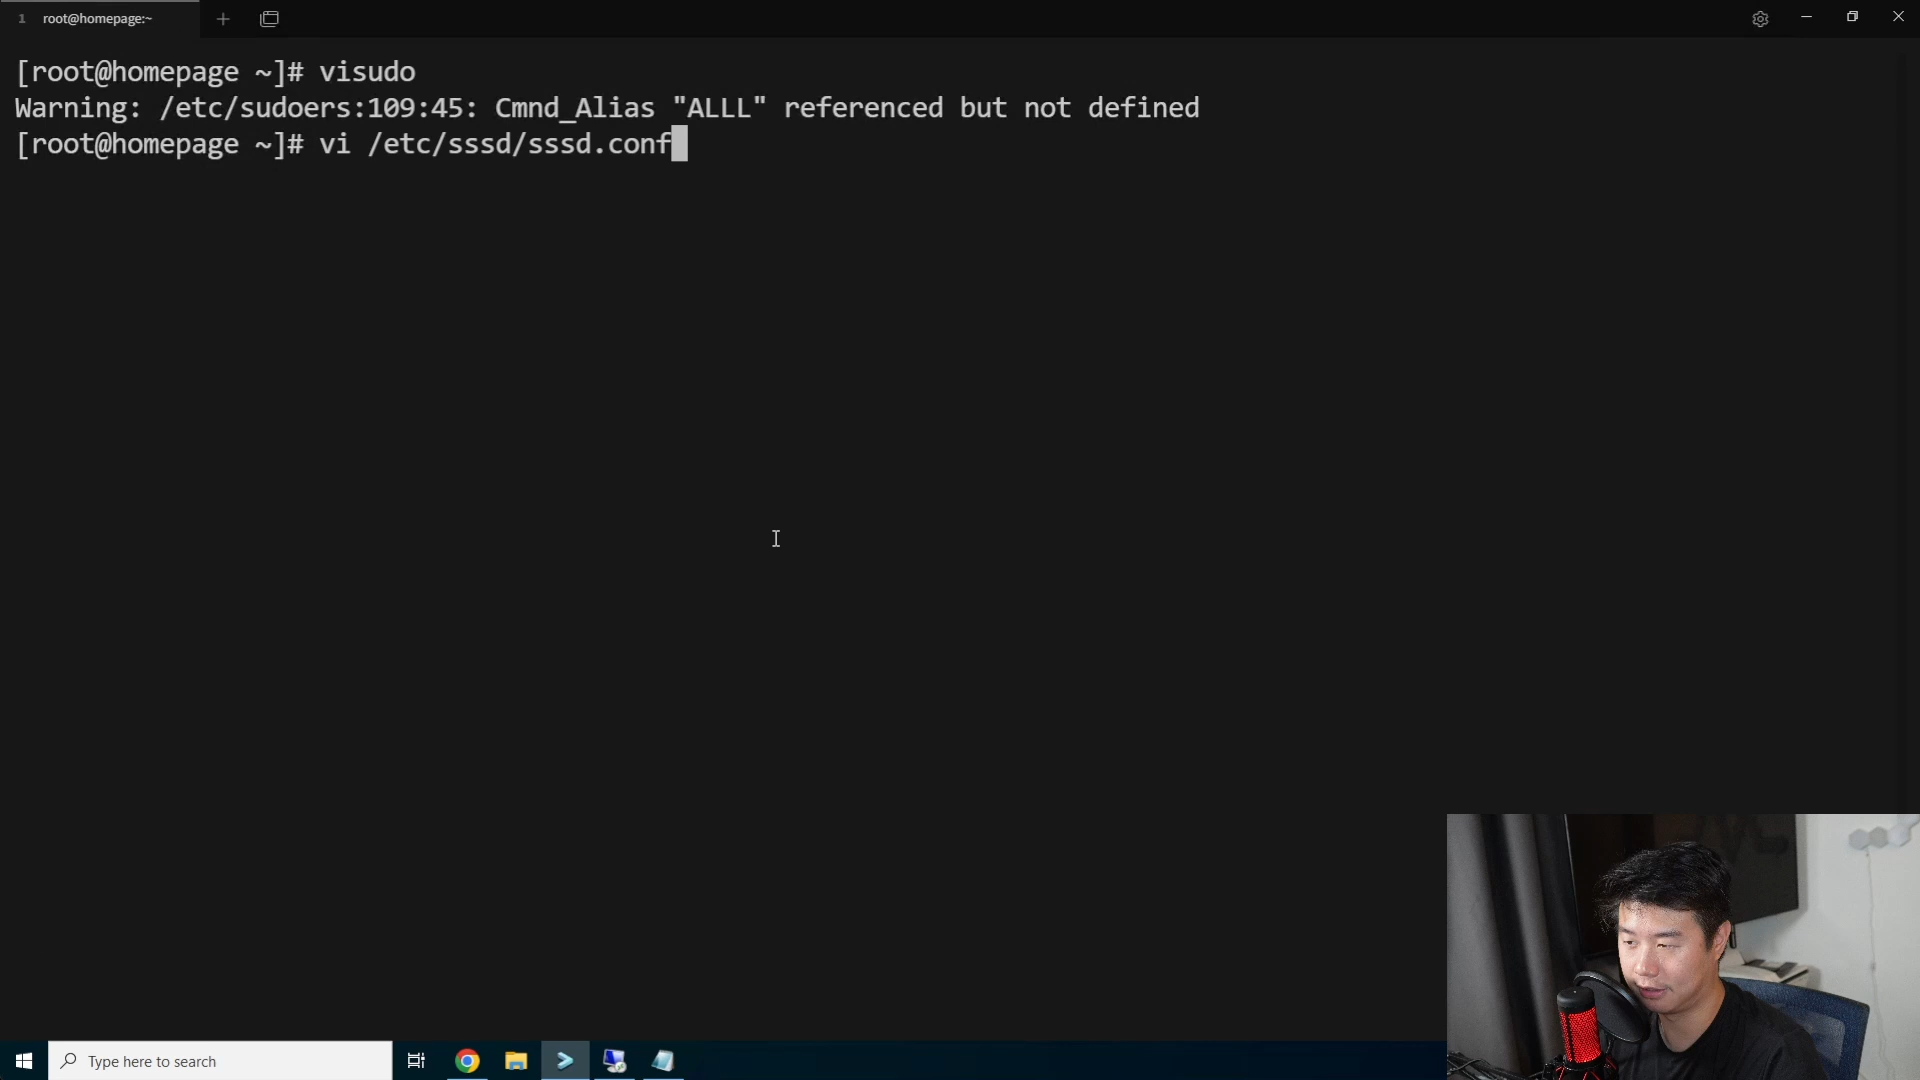 1 root@homepage:~
[root@homepage ~]# visudo
Warning: /etc/sudoers:109:45: Cmnd_Alias "ALLL" referenced but not defined
[root@homepage ~]# vi /etc/sssd/sssd.conf
Type here to search